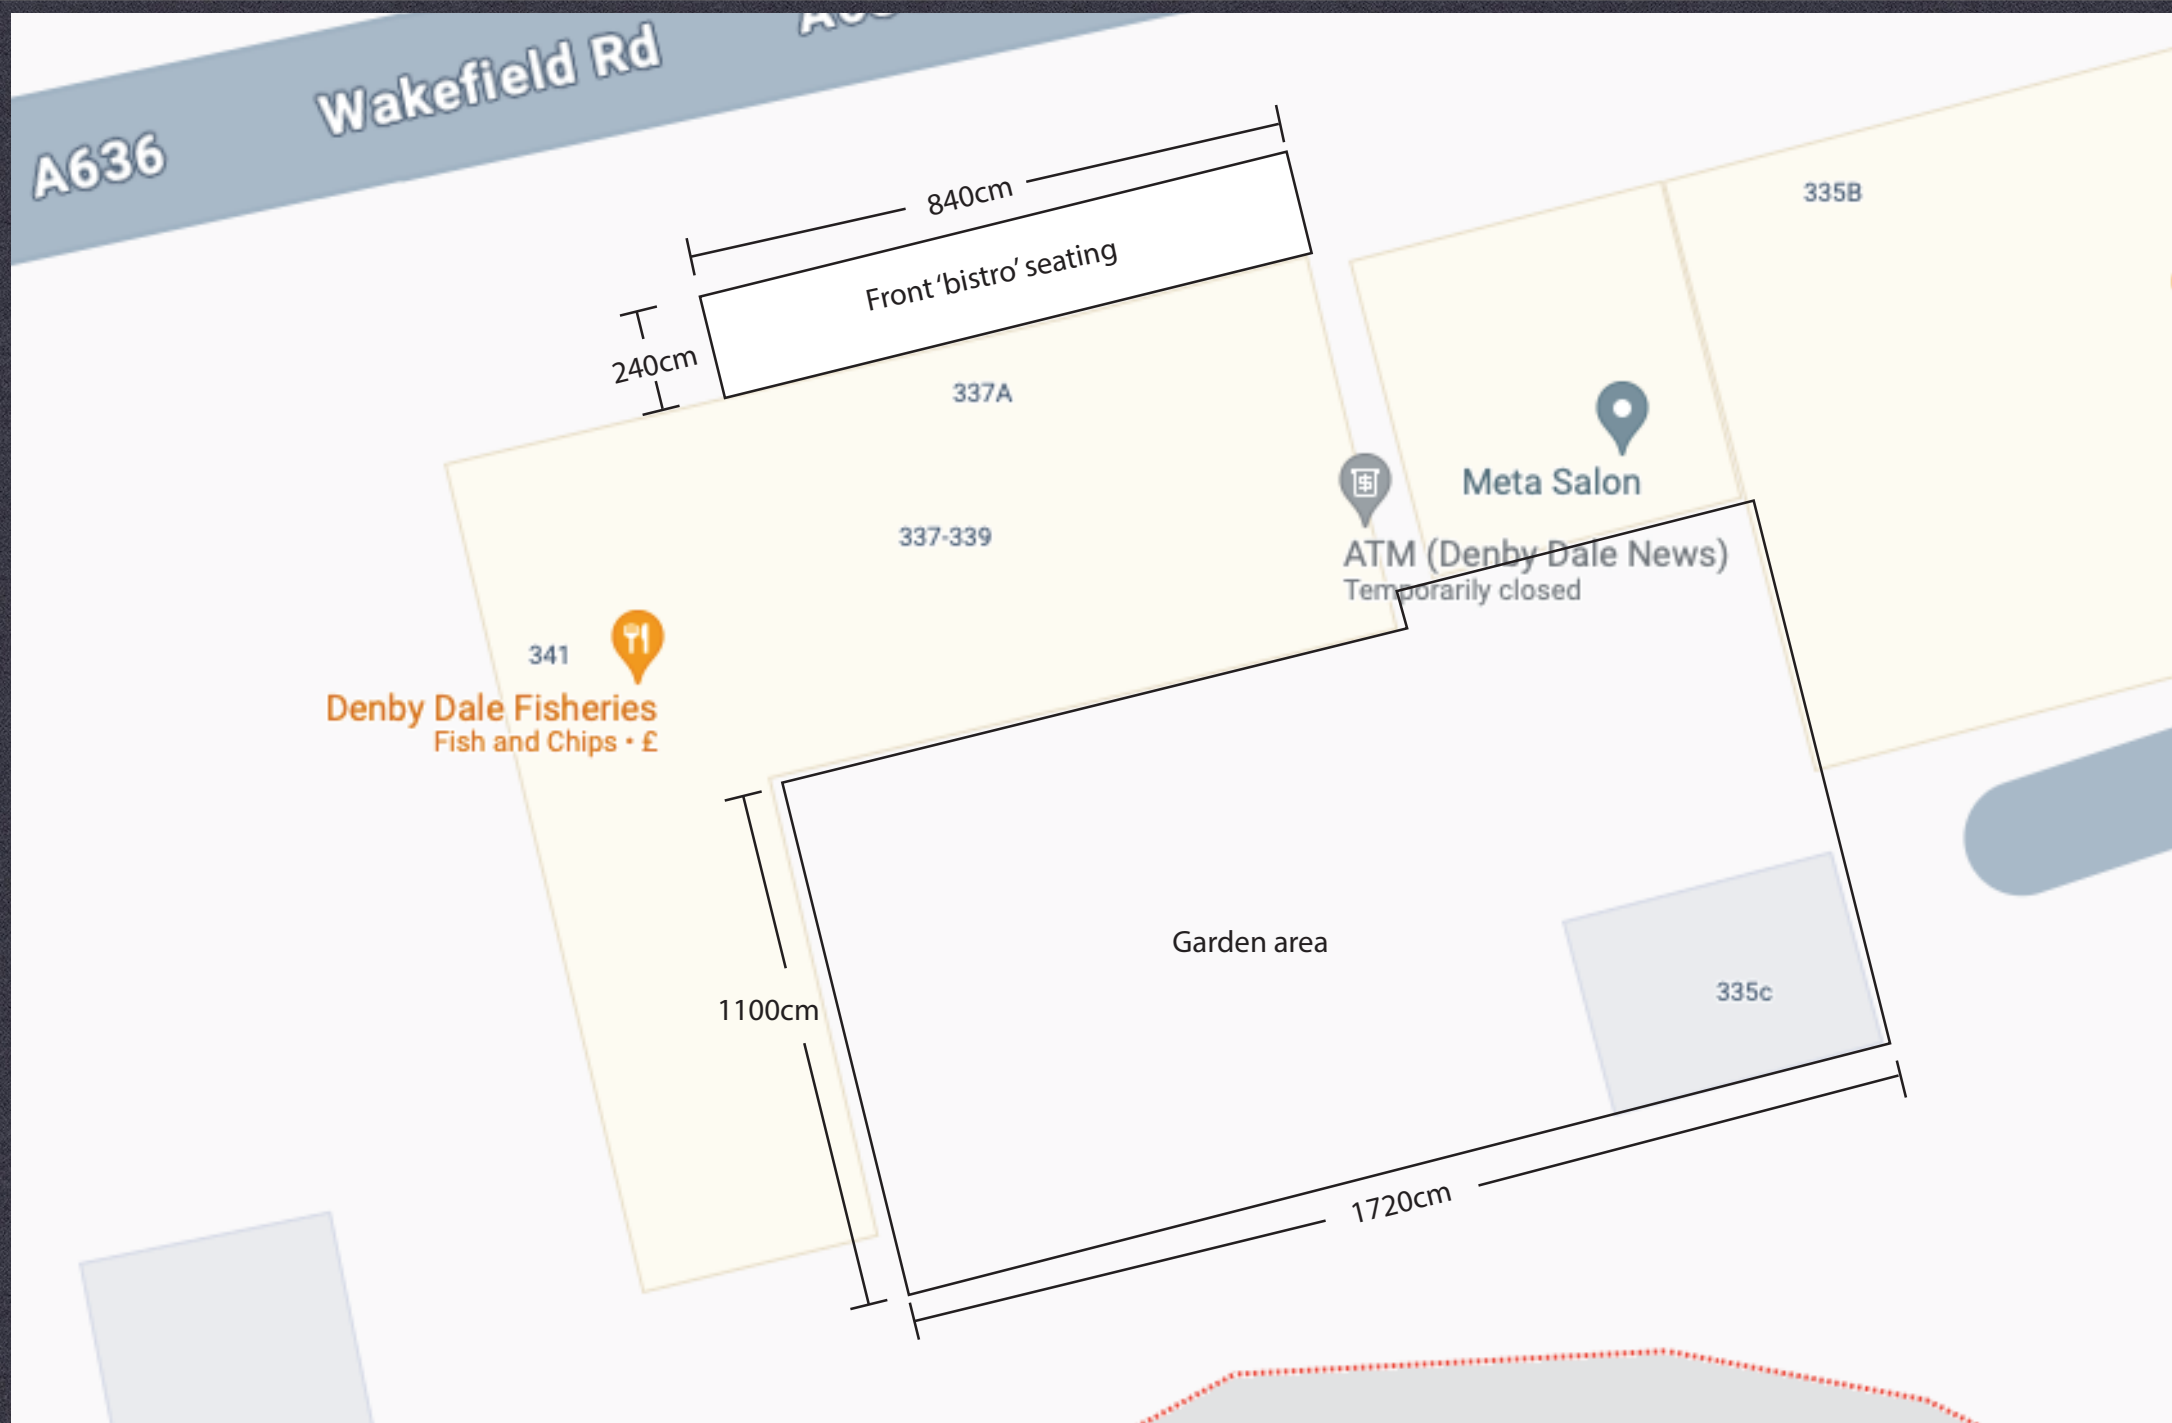 Wakefield Rd
A636
840cm
335B
Front ‘bistro’ seating
240cm
337A
Meta Salon
337-339
ATM (Denby Dale News)
Temporarily closed
341
Denby Dale Fisheries
Fish and Chips • £
Garden area
335c
1100cm
1720cm